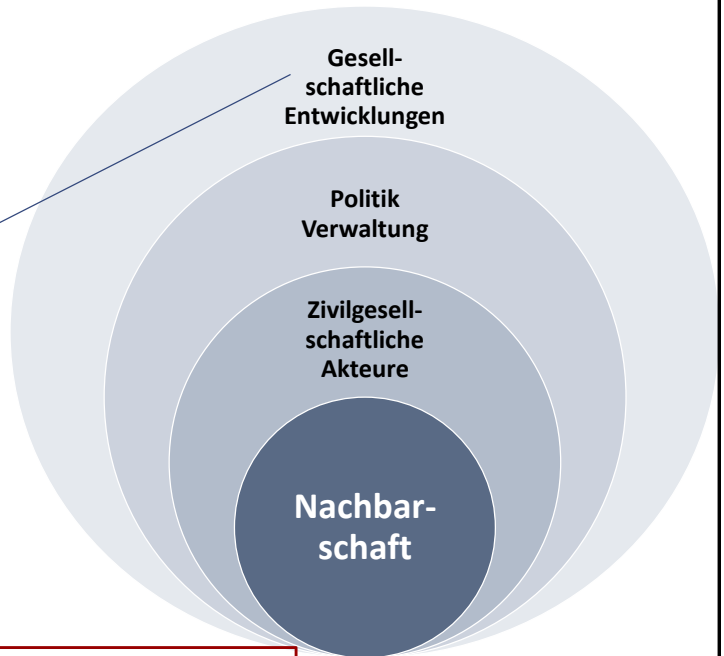 Gesell-
schaftliche
Entwicklungen
Politik
Verwaltung
Zivilgesell-
schaftliche
Akteure
Nachbar-
schaft